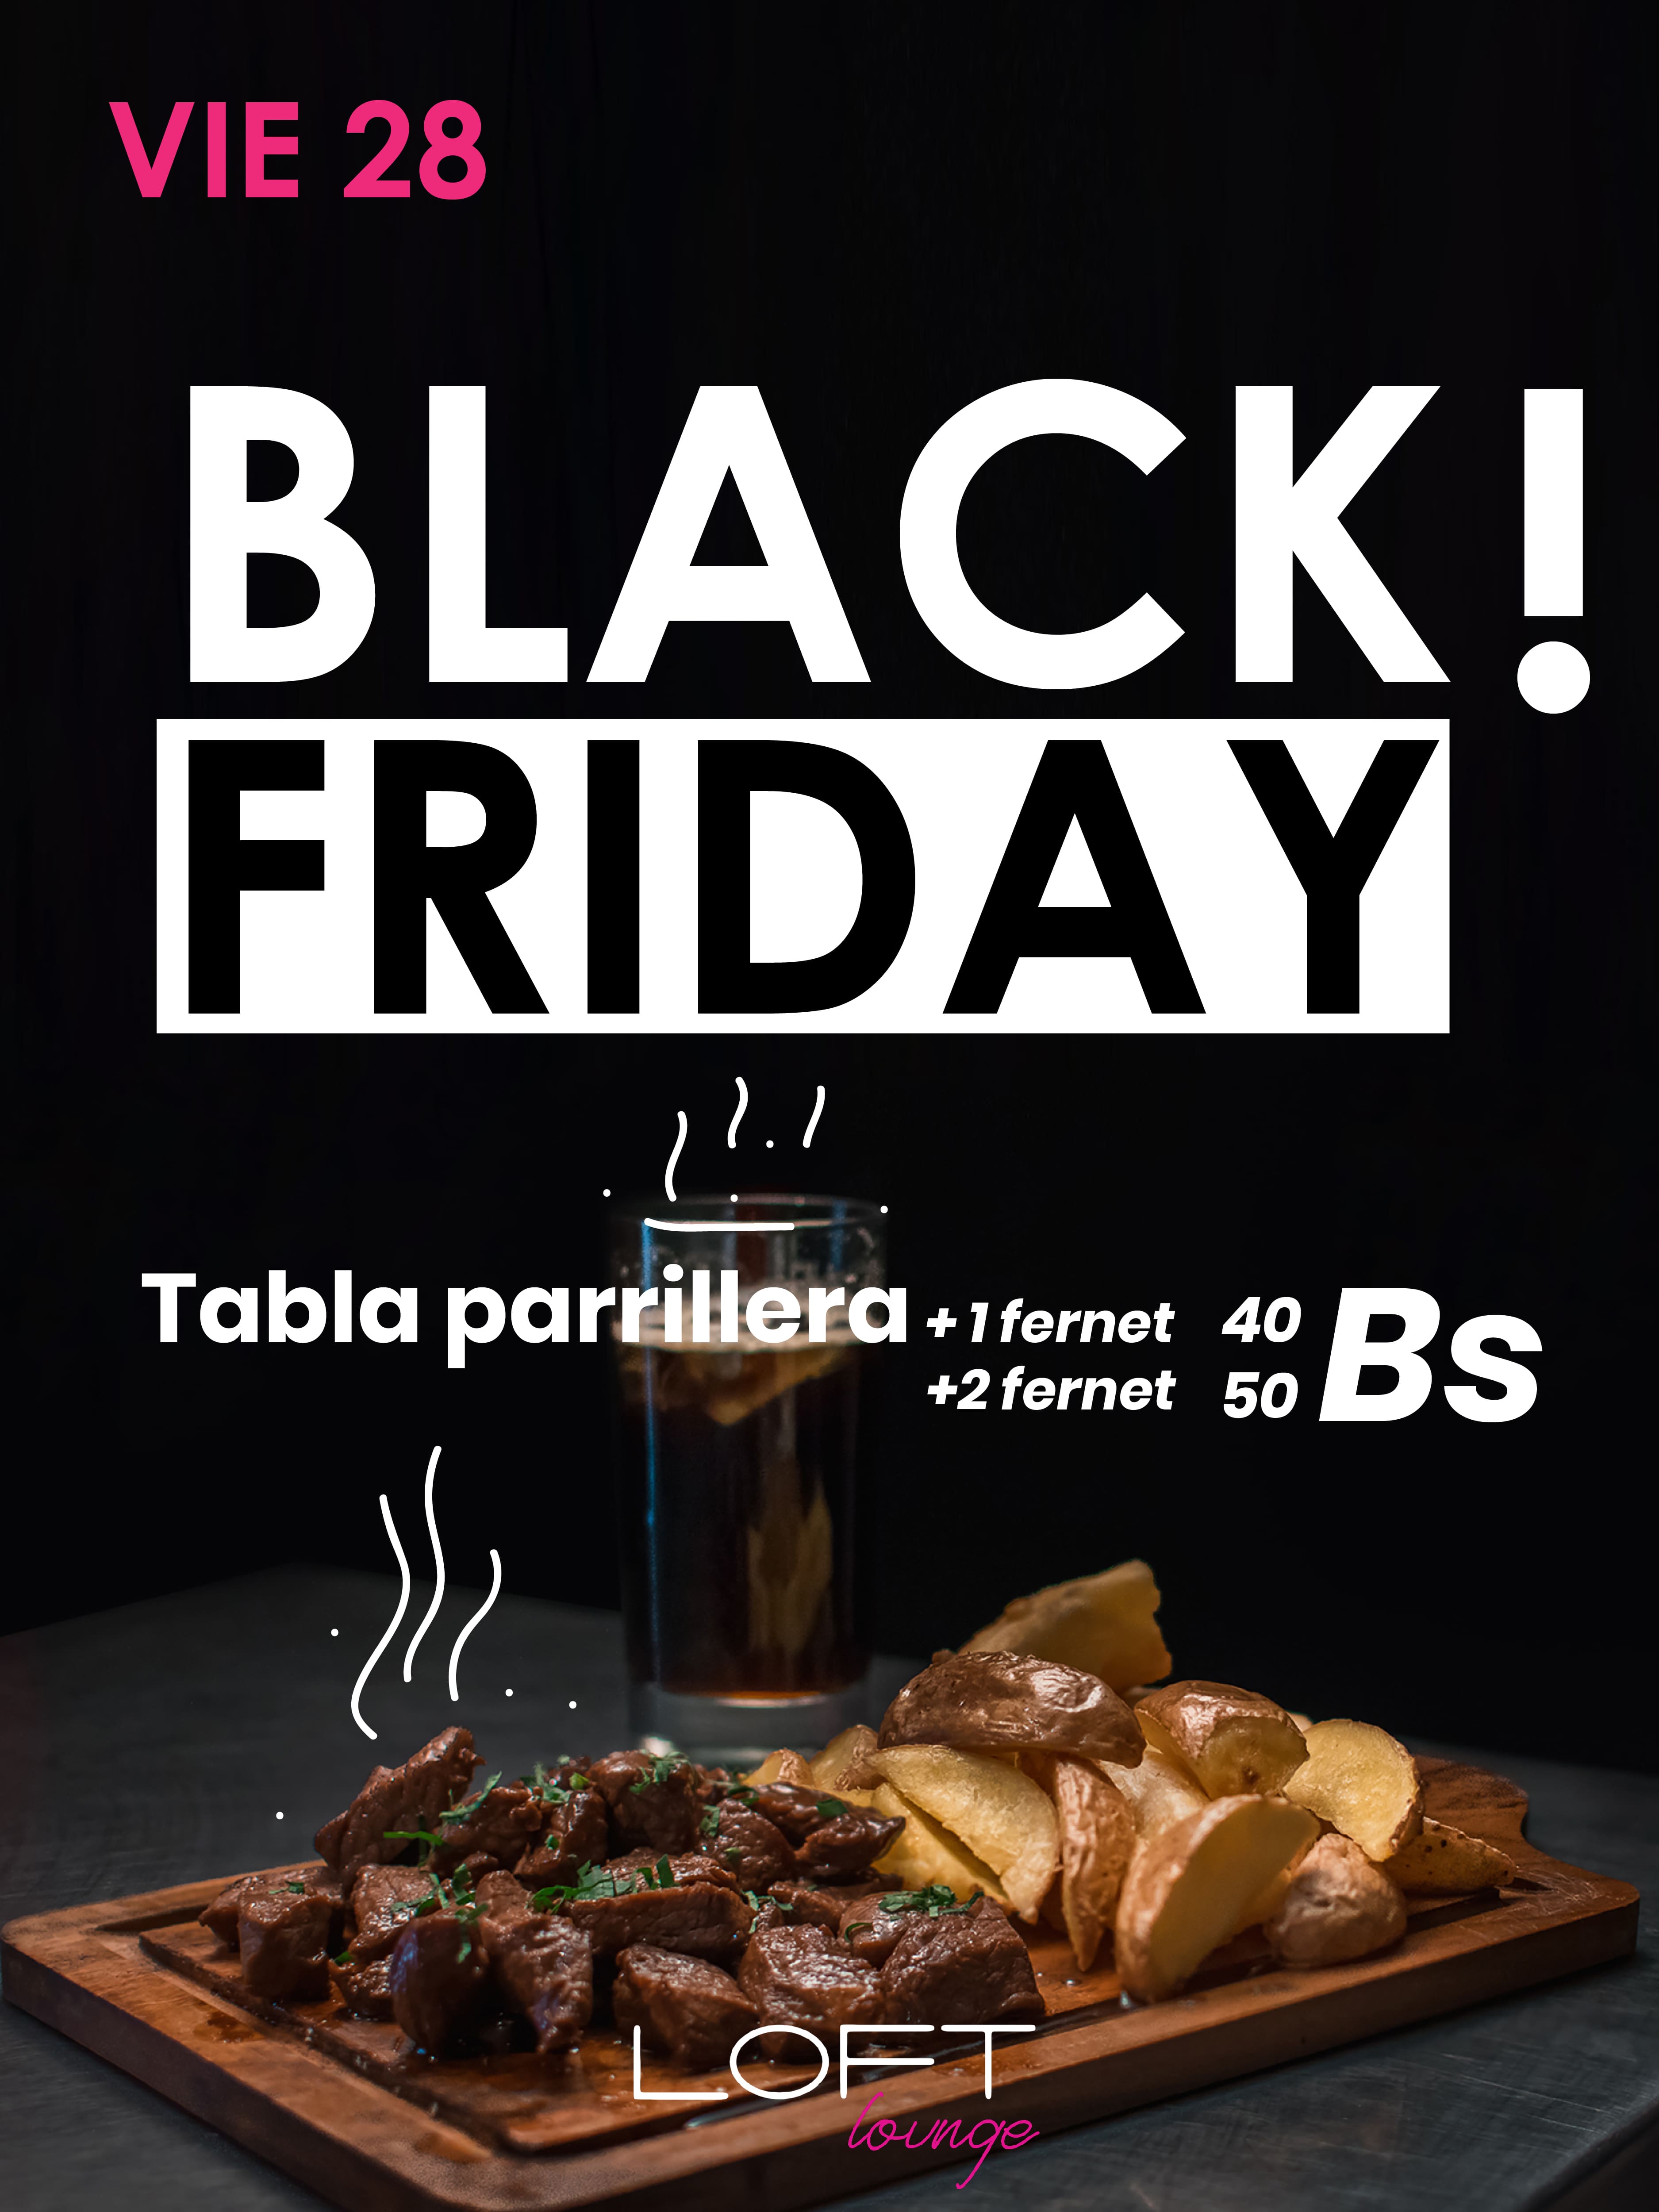 VIE 28
BLACK!
FRIDAY
Tabla parrillera + 1 fernet 40 Bs
+2 fernet 50
LOFT
lounge